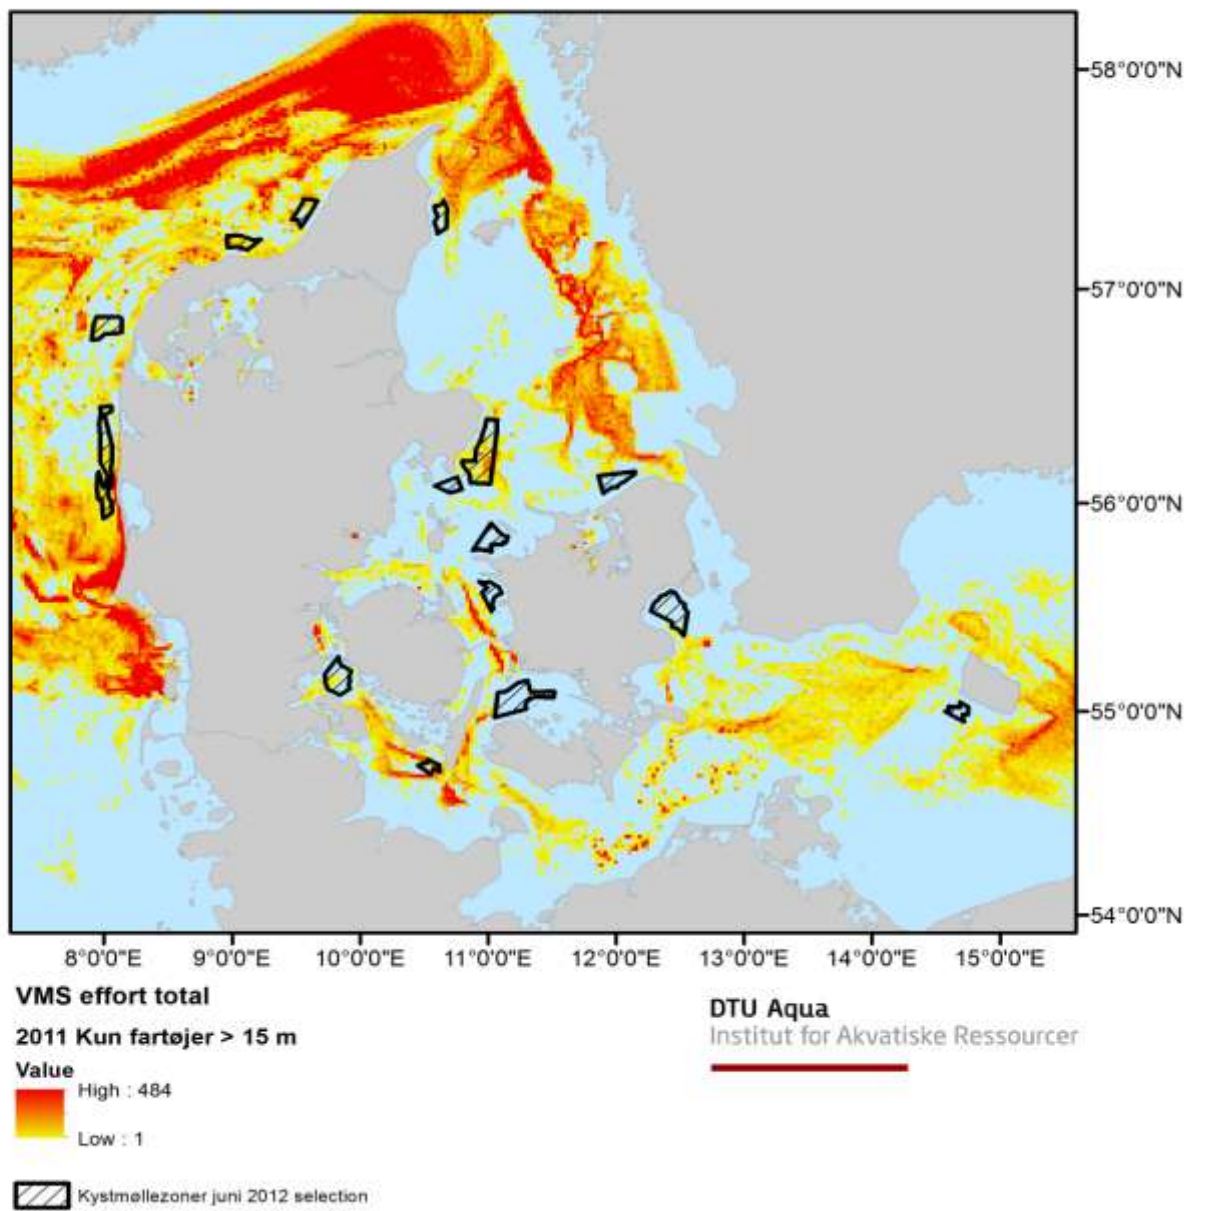 58°0'0"N
57°0'0"N
56°0'0"N
55°0'0"N
54°0'0"N
8°0'0"E 9°0'0"E 10°0'0"E 11°0'0"E 12°0'0"E 13°0'0"E 14°0'0"E 15°0'0"E
VMS effort total
2011 Kun fartøjer > 15 m
Value
High : 484
Low : 1
Kystmøllezoner juni 2012 selection
DTU Aqua
Institut for Akvatiske Ressourcer